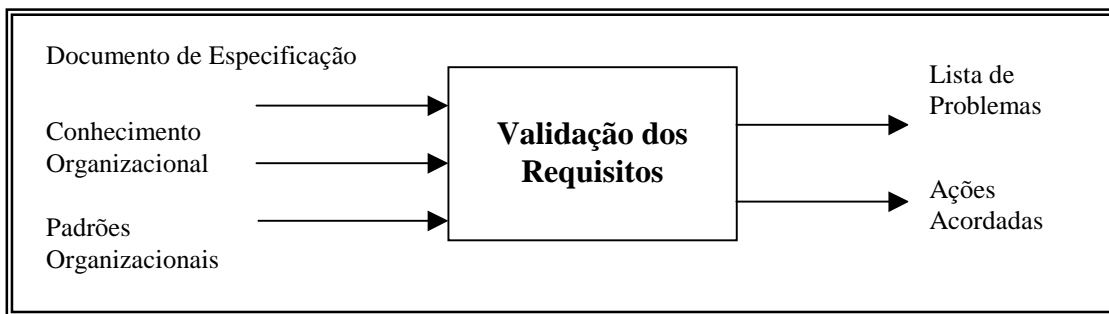 Documento de Especificação
Conhecimento
Organizacional
Padrões
Organizacionais
Validação dos
Requisitos
Lista de
Problemas
Ações
Acordadas